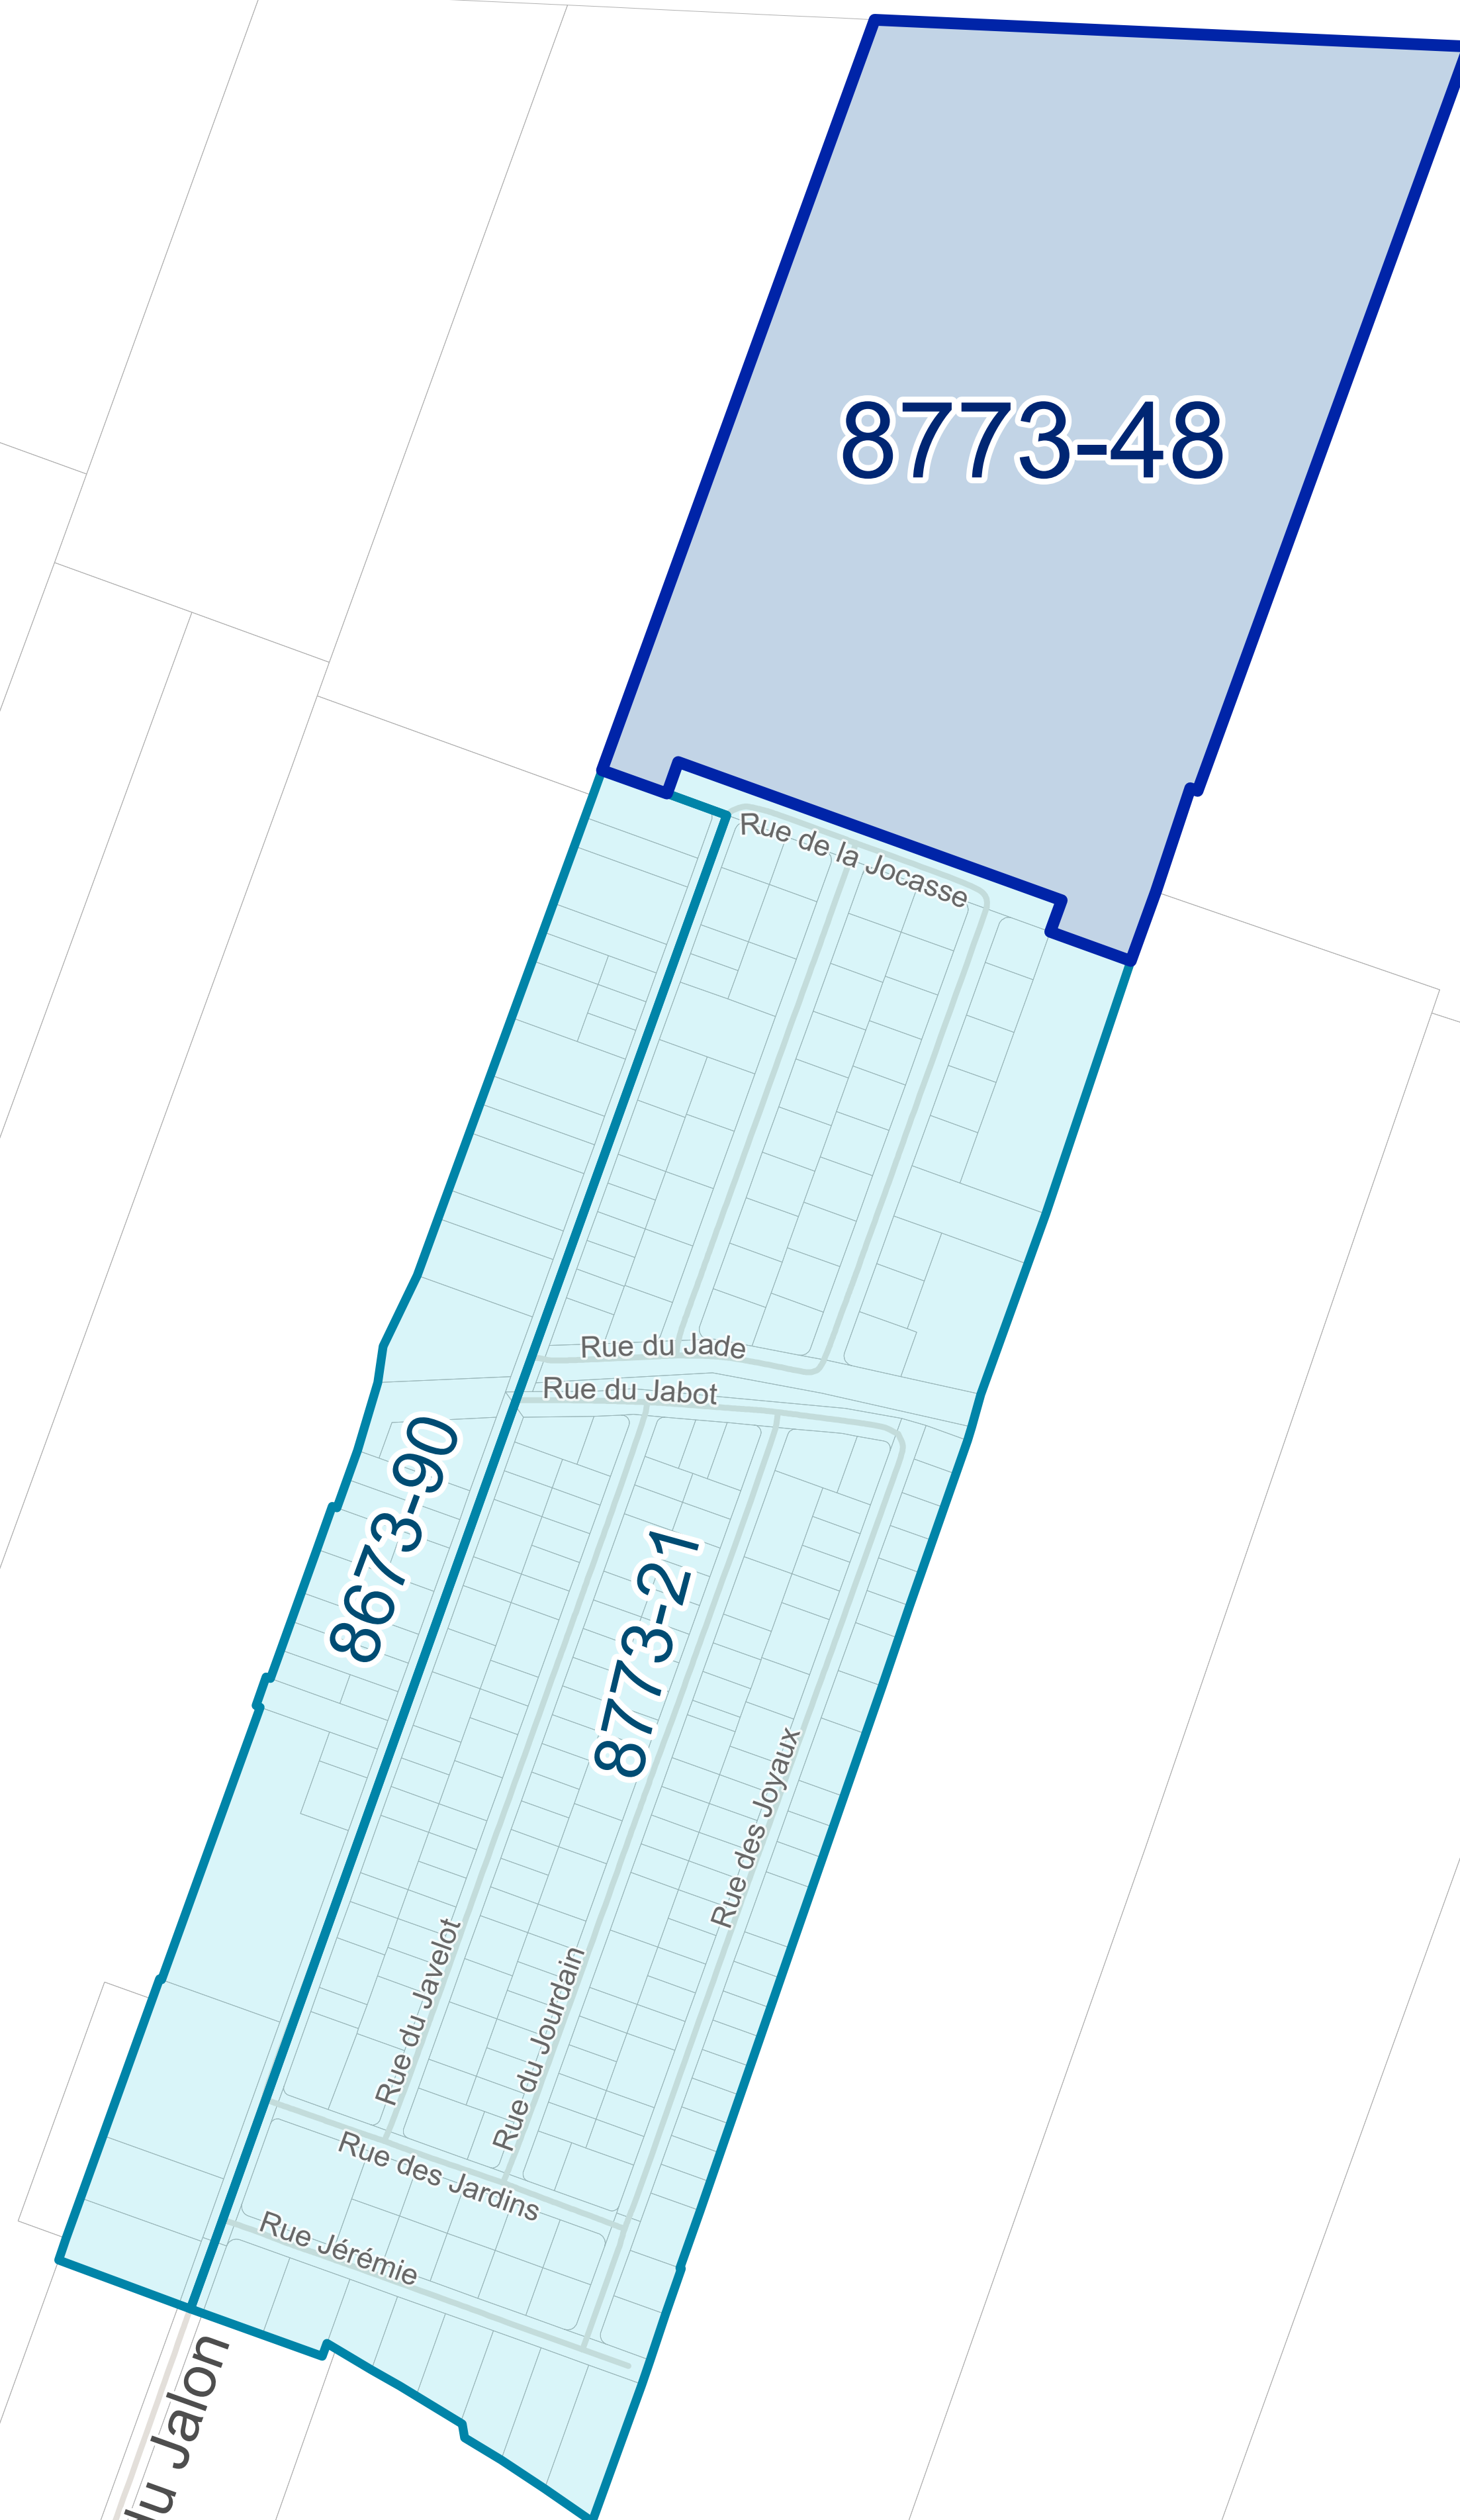 8773-48
Rue de la Jocasse
Rue du Jade
Rue du Jabot
8673-90
8773-21
Rue des Joyaux
Rue du Javelot
Rue du Jourdain
Rue des Jardins
Rue Jérémie
du Jalon